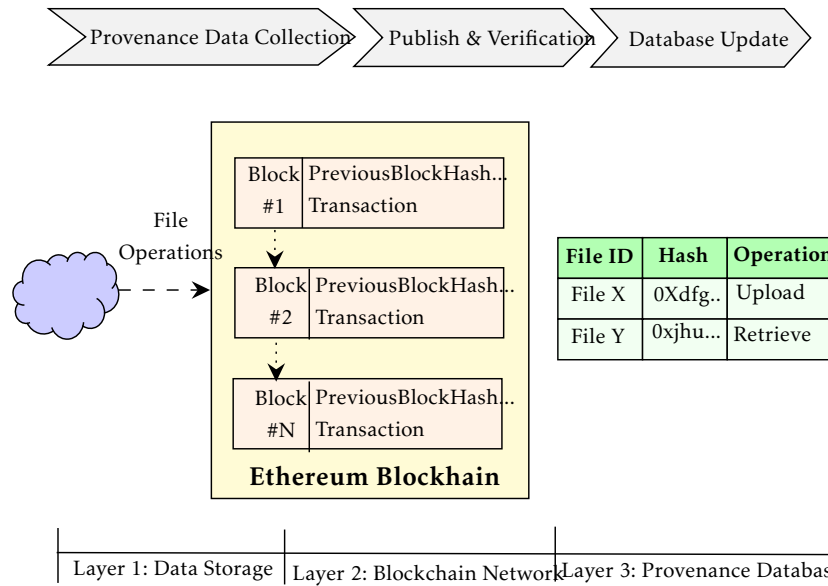 Provenance Data Collection
Publish & Verification
Database Update
File
Operations
Block
#1
PreviousBlockHash...
Transaction
Block
#2
PreviousBlockHash...
Transaction
Block
#N
PreviousBlockHash...
Transaction
Ethereum Blockhain
File ID Hash Operation
File X 0Xdfg.. Upload
File Y 0xjhu... Retrieve
Layer 1: Data Storage
Layer 2: Blockchain Network
Layer 3: Provenance Databas